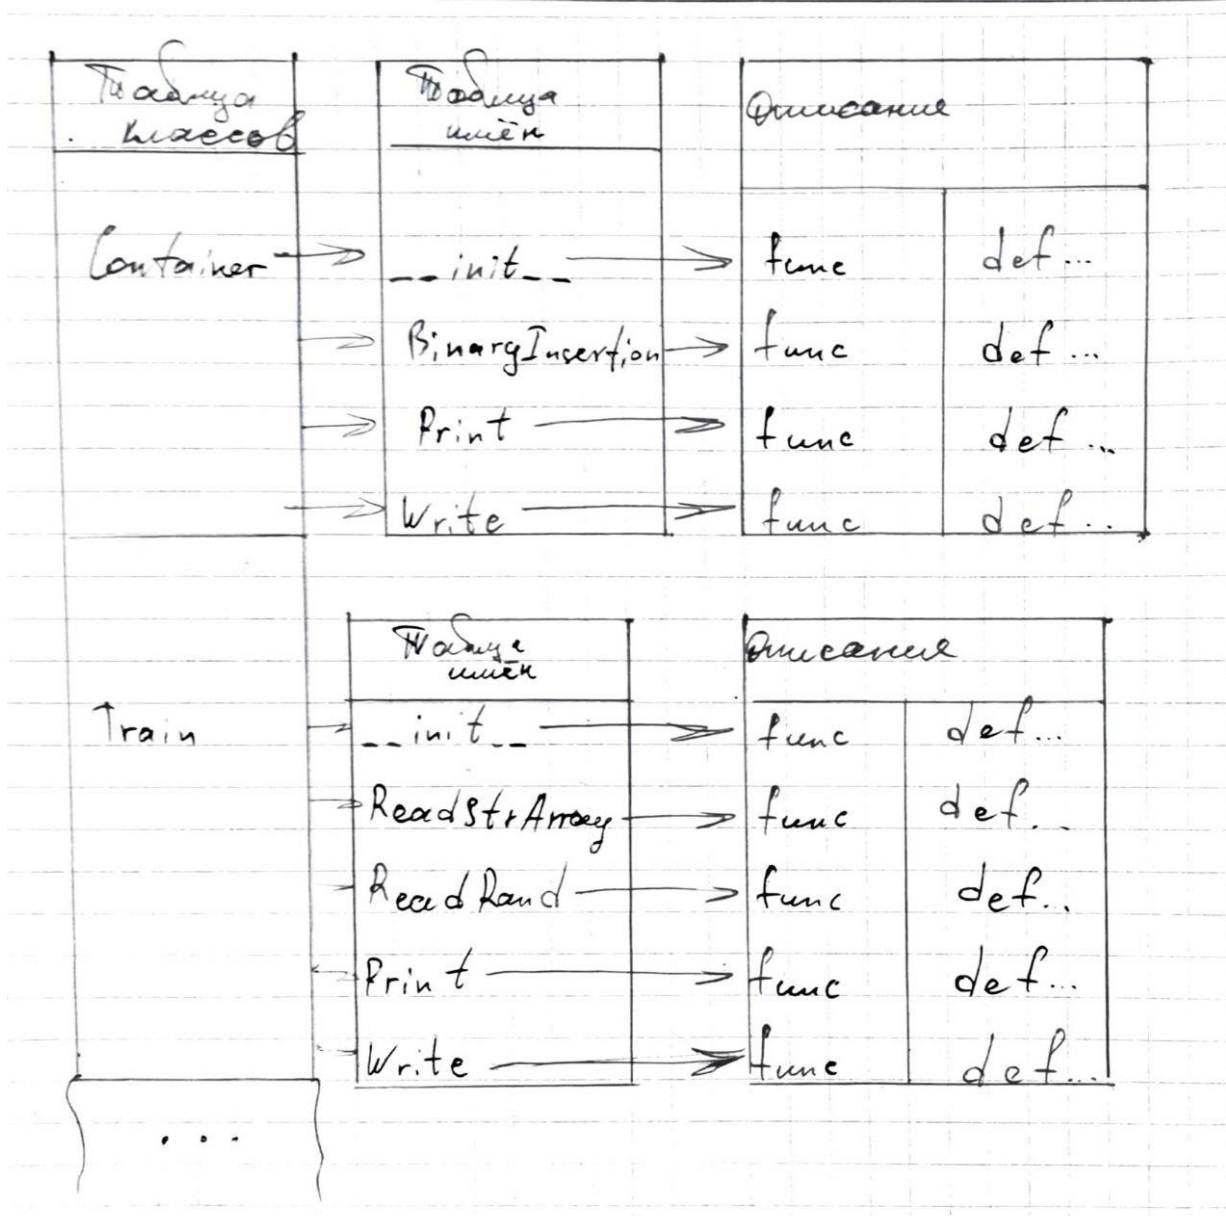 Таблица
классов
Таблица
имён
Описание
Container
__init__
func
def ...
BinaryInsertion
func
def ...
Print
func
def ...
Write
func
def ...
Таблица
имён
Описание
Train
__init__
func
def ...
ReadStrArray
func
def ...
ReadRand
func
def ..
Print
func
def ...
Write
func
def ...
...